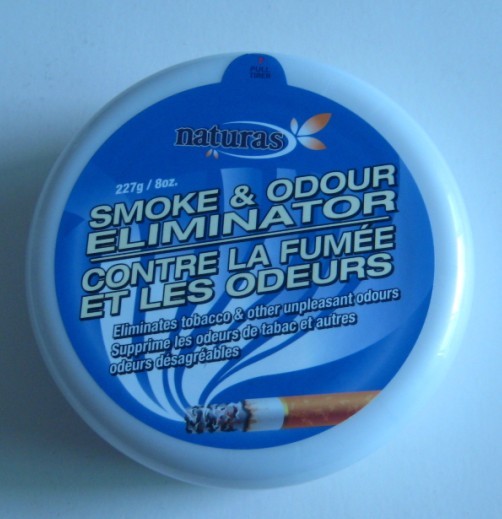 PULL
naturas
227g / 8oz.
SMOKE & ODOUR
ELIMINATOR
CONTRE LA FUMÉE
ET LES ODEURS
Eliminates tobacco & other unpleasant odours
Supprime les odeurs de tabac et autres
odeurs désagréables